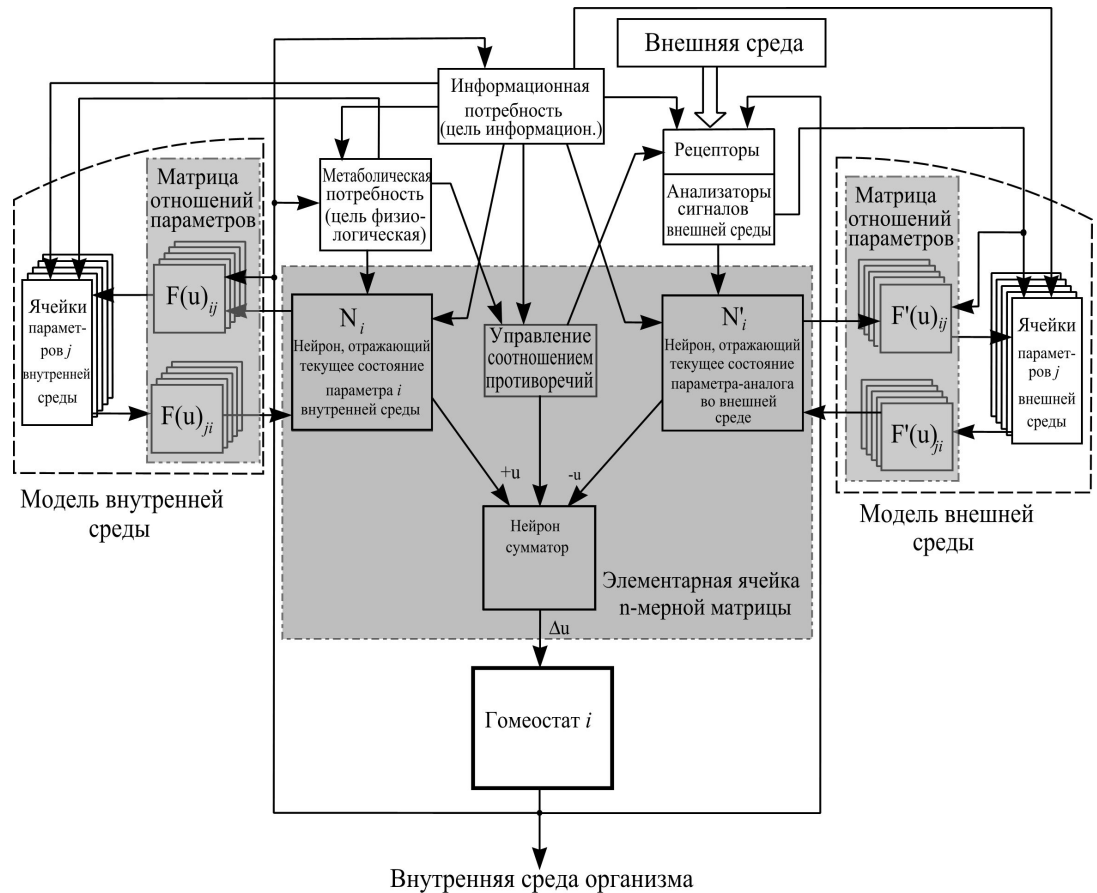 Внешняя среда
Информационная
потребность
(цель информацион.)
Рецепторы
Анализаторы
сигналов
внешней среды
Метаболическая
потребность
(цель физио-
логическая)
Матрица
отношений
параметров
F(u)ij
F(u)ji
Ячейки
парамет-
ров j
внутренней
среды
Модель внутренней
среды
Ni
Нейрон, отражающий
текущее состояние
параметра i
внутренней среды
Управление
соотношением
противоречий
N'i
Нейрон, отражающий
текущее состояние
параметра-аналога
во внешней
среде
Матрица
отношений
параметров
F'(u)ij
F'(u)ji
Ячейки
парамет-
ров j
внешней
среды
Модель внешней
среды
+u
-u
Нейрон
сумматор
Элементарная ячейка
n-мерной матрицы
Δu
Гомеостат i
Внутренняя среда организма